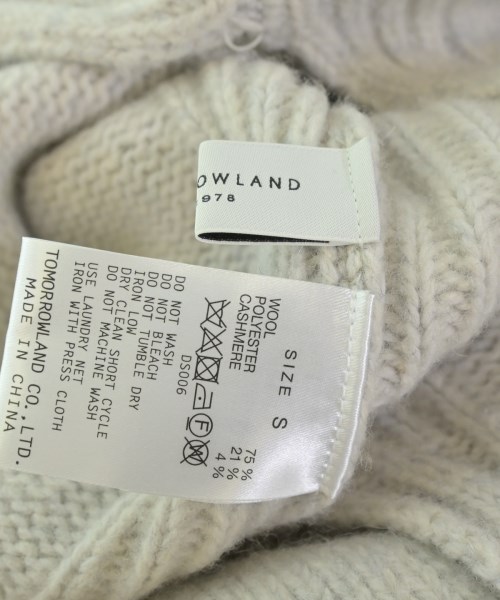 OWLAND
978
SIZE S
WOOL 75%
POLYESTER 21%
CASHMERE 4%
DS006
DO NOT WASH
DO NOT BLEACH
DO NOT TUMBLE DRY
IRON LOW
DRY CLEAN SHORT CYCLE
DO NOT MACHINE WASH
USE LAUNDRY NET
IRON WITH PRESS CLOTH
TOMORROWLAND CO.,LTD.
MADE IN CHINA